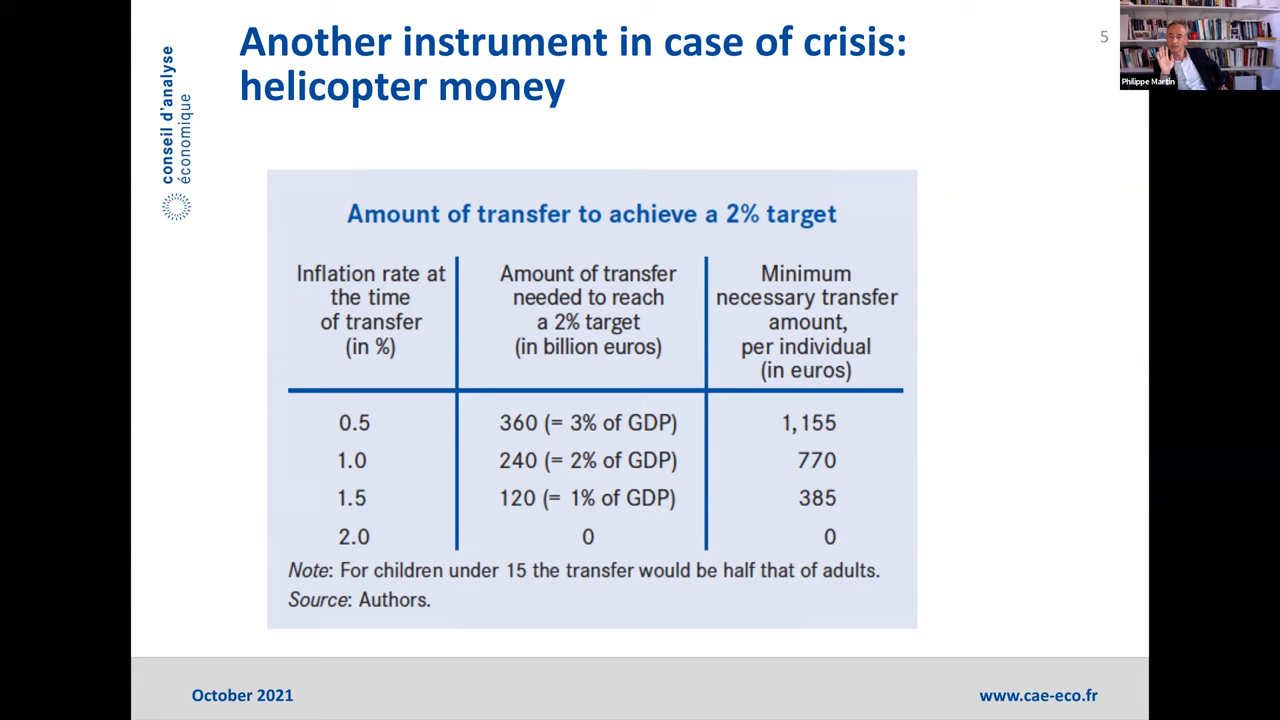 Another instrument in case of crisis:
helicopter money
5
Philippe Martin
conseil d'analyse
économique
Amount of transfer to achieve a 2% target
Inflation rate at
the time
of transfer
(in %)
Amount of transfer
needed to reach
a 2% target
(in billion euros)
Minimum
necessary transfer
amount,
per individual
(in euros)
0.5 360 (= 3% of GDP) 1,155
1.0 240 (= 2% of GDP) 770
1.5 120 (= 1% of GDP) 385
2.0 0 0
Note: For children under 15 the transfer would be half that of adults.
Source: Authors.
October 2021
www.cae-eco.fr